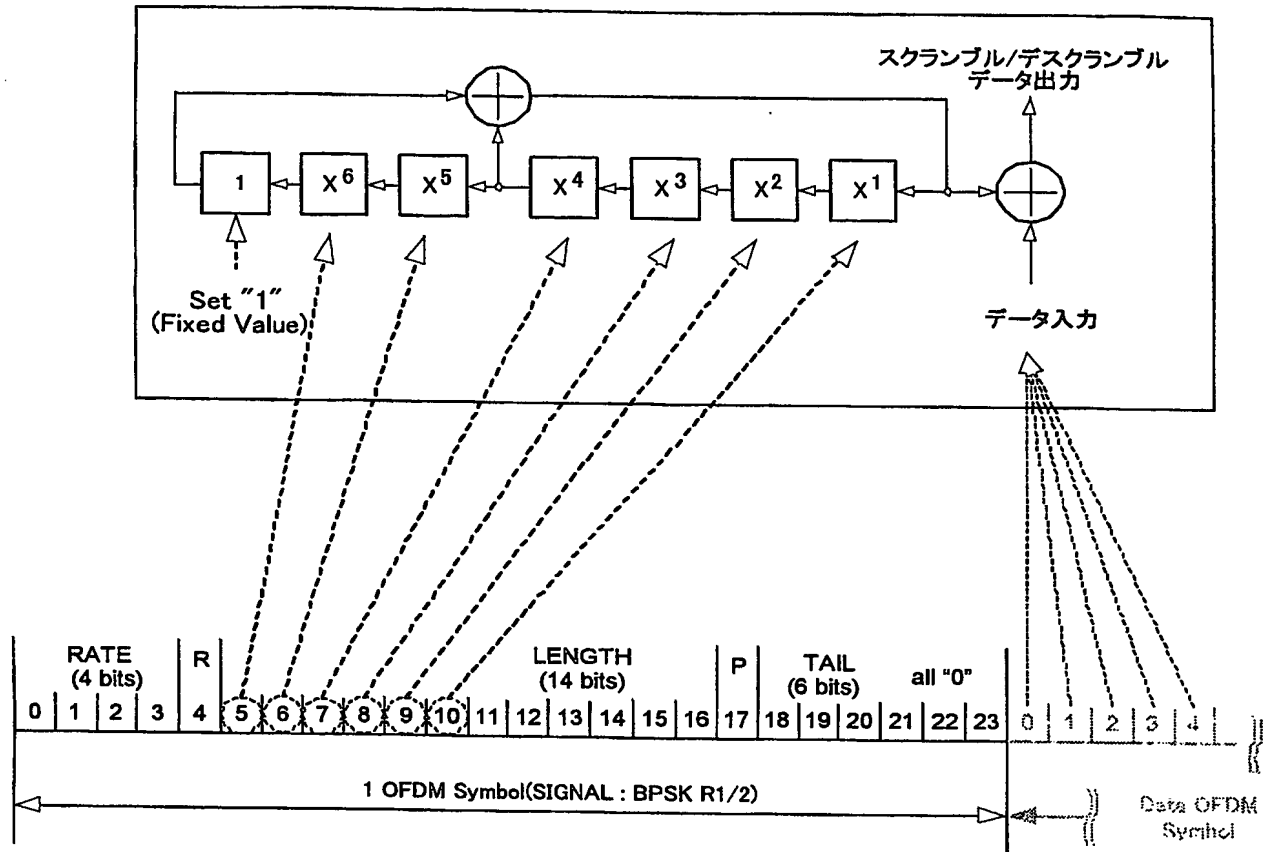 スクランブル/デスクランブル
データ出力
1 X⁶ X⁵ X⁴ X³ X² X¹
Set "1"
(Fixed Value)
データ入力
RATE
(4 bits)
R
LENGTH
(14 bits)
P
TAIL
(6 bits)
all "0"
0 1 2 3 4 5 6 7 8 9 10 11 12 13 14 15 16 17 18 19 20 21 22 23 0 1 2 3 4
1 OFDM Symbol(SIGNAL : BPSK R1/2)
Data OFDM
Symbol